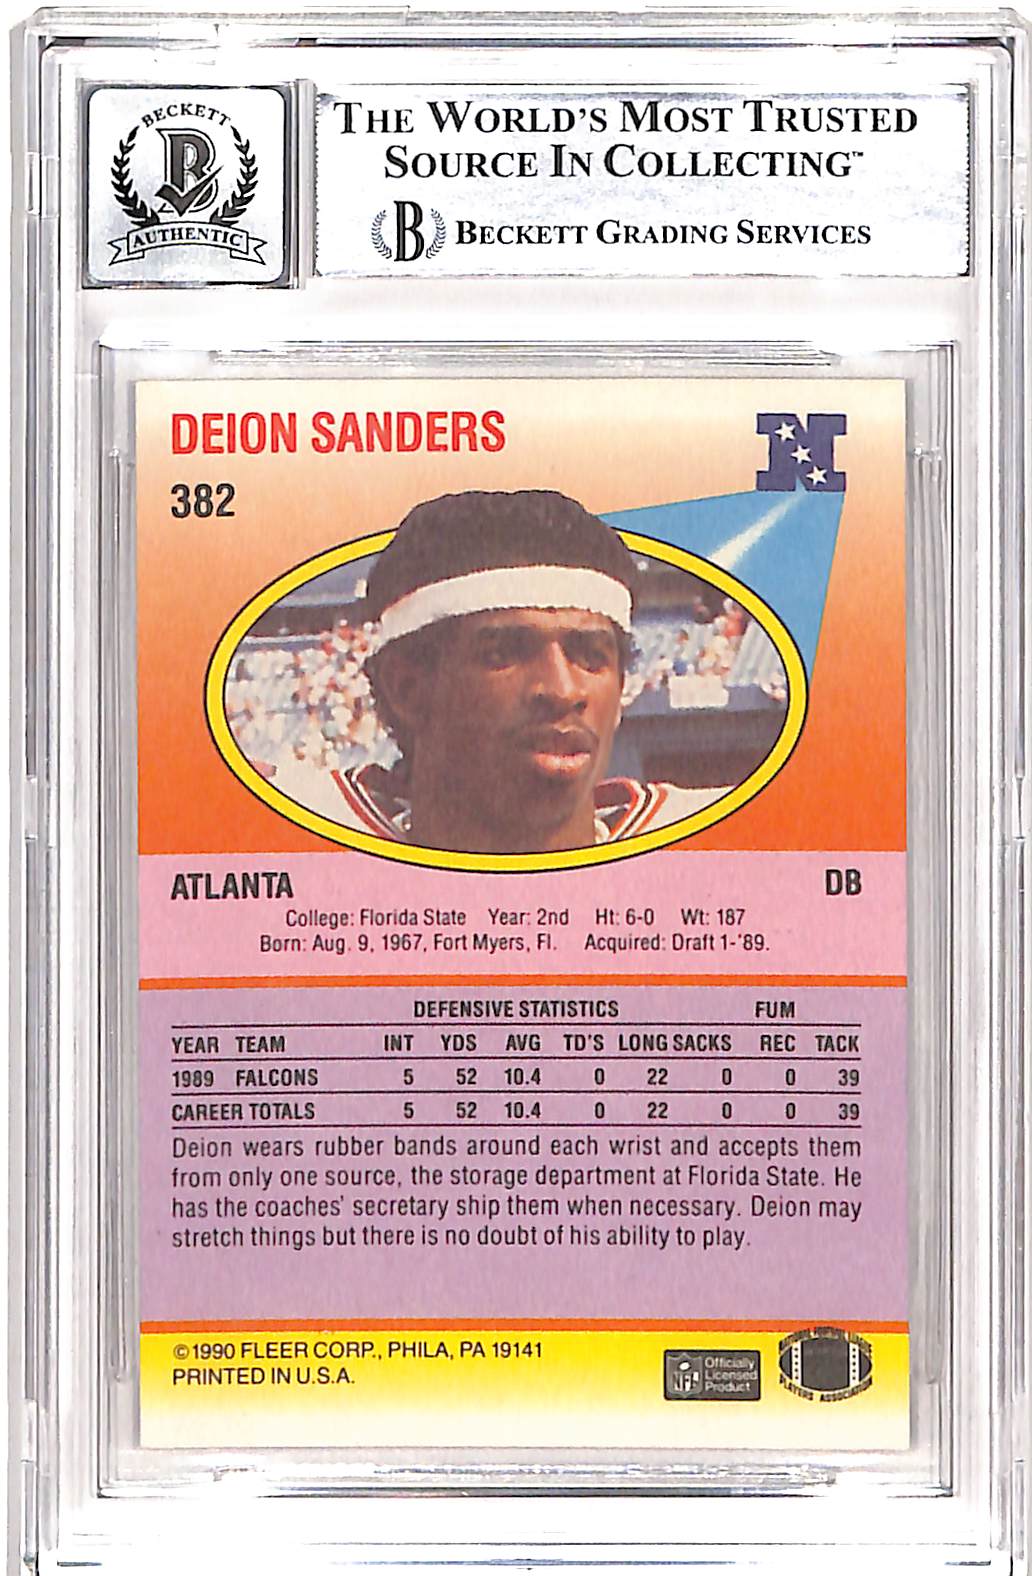 BECKETT
B
AUTHENTIC
THE WORLD'S MOST TRUSTED
SOURCE IN COLLECTING™
B BECKETT GRADING SERVICES
DEION SANDERS
382
N
ATLANTA DB
College: Florida State Year: 2nd Ht: 6-0 Wt: 187
Born: Aug. 9, 1967, Fort Myers, Fl. Acquired: Draft 1-'89.
DEFENSIVE STATISTICS FUM
YEAR TEAM INT YDS AVG TD'S LONG SACKS REC TACK
1989 FALCONS 5 52 10.4 0 22 0 0 39
CAREER TOTALS 5 52 10.4 0 22 0 0 39
Deion wears rubber bands around each wrist and accepts them
from only one source, the storage department at Florida State. He
has the coaches' secretary ship them when necessary. Deion may
stretch things but there is no doubt of his ability to play.
©1990 FLEER CORP., PHILA, PA 19141
PRINTED IN U.S.A.
NFL
Officially
Licensed
Product
NATIONAL FOOTBALL LEAGUE
PLAYERS ASSOCIATION